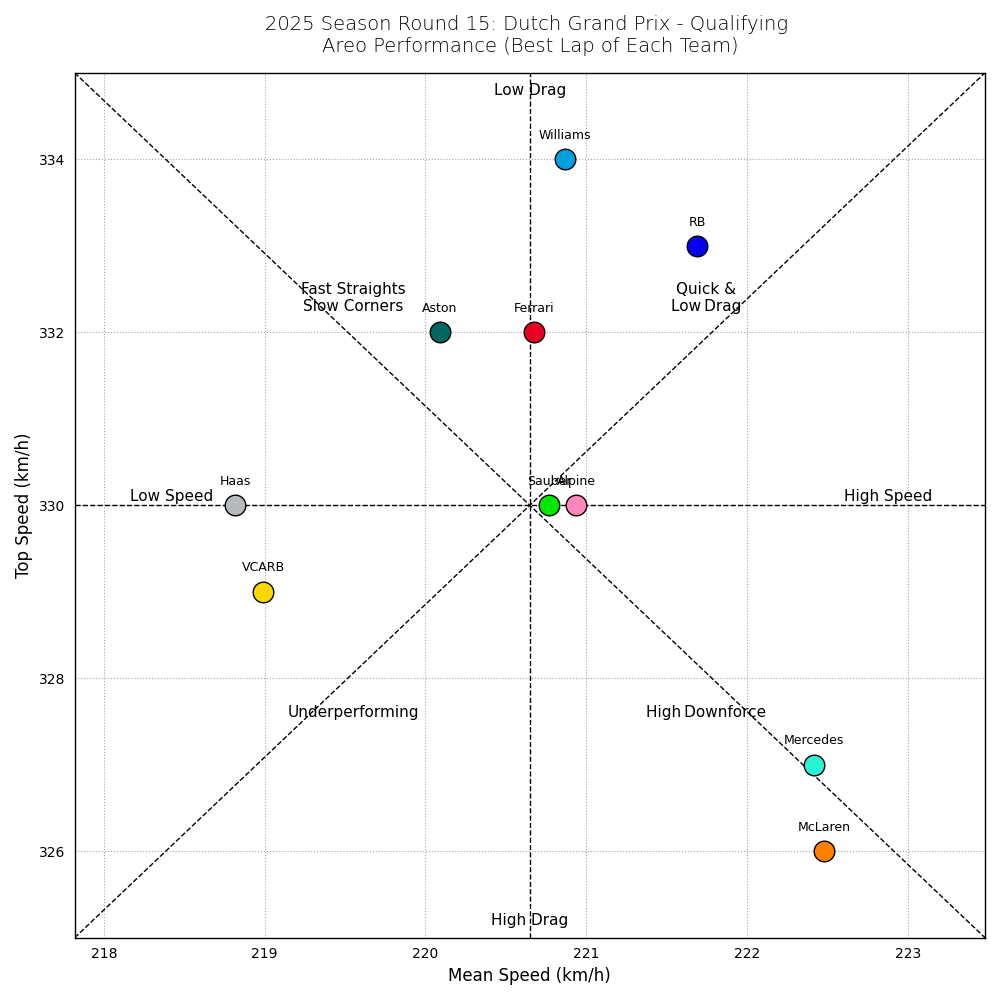 2025 Season Round 15: Dutch Grand Prix - Qualifying
Areo Performance (Best Lap of Each Team)
Low Drag
Williams
334
RB
Fast Straights
Slow Corners
Quick &
Low Drag
Aston
Ferrari
332
Haas
Sauber
Alpine
Low Speed
High Speed
330
VCARB
328
Underperforming
High Downforce
Mercedes
McLaren
326
High Drag
218
219
220
221
222
223
Mean Speed (km/h)
Top Speed (km/h)